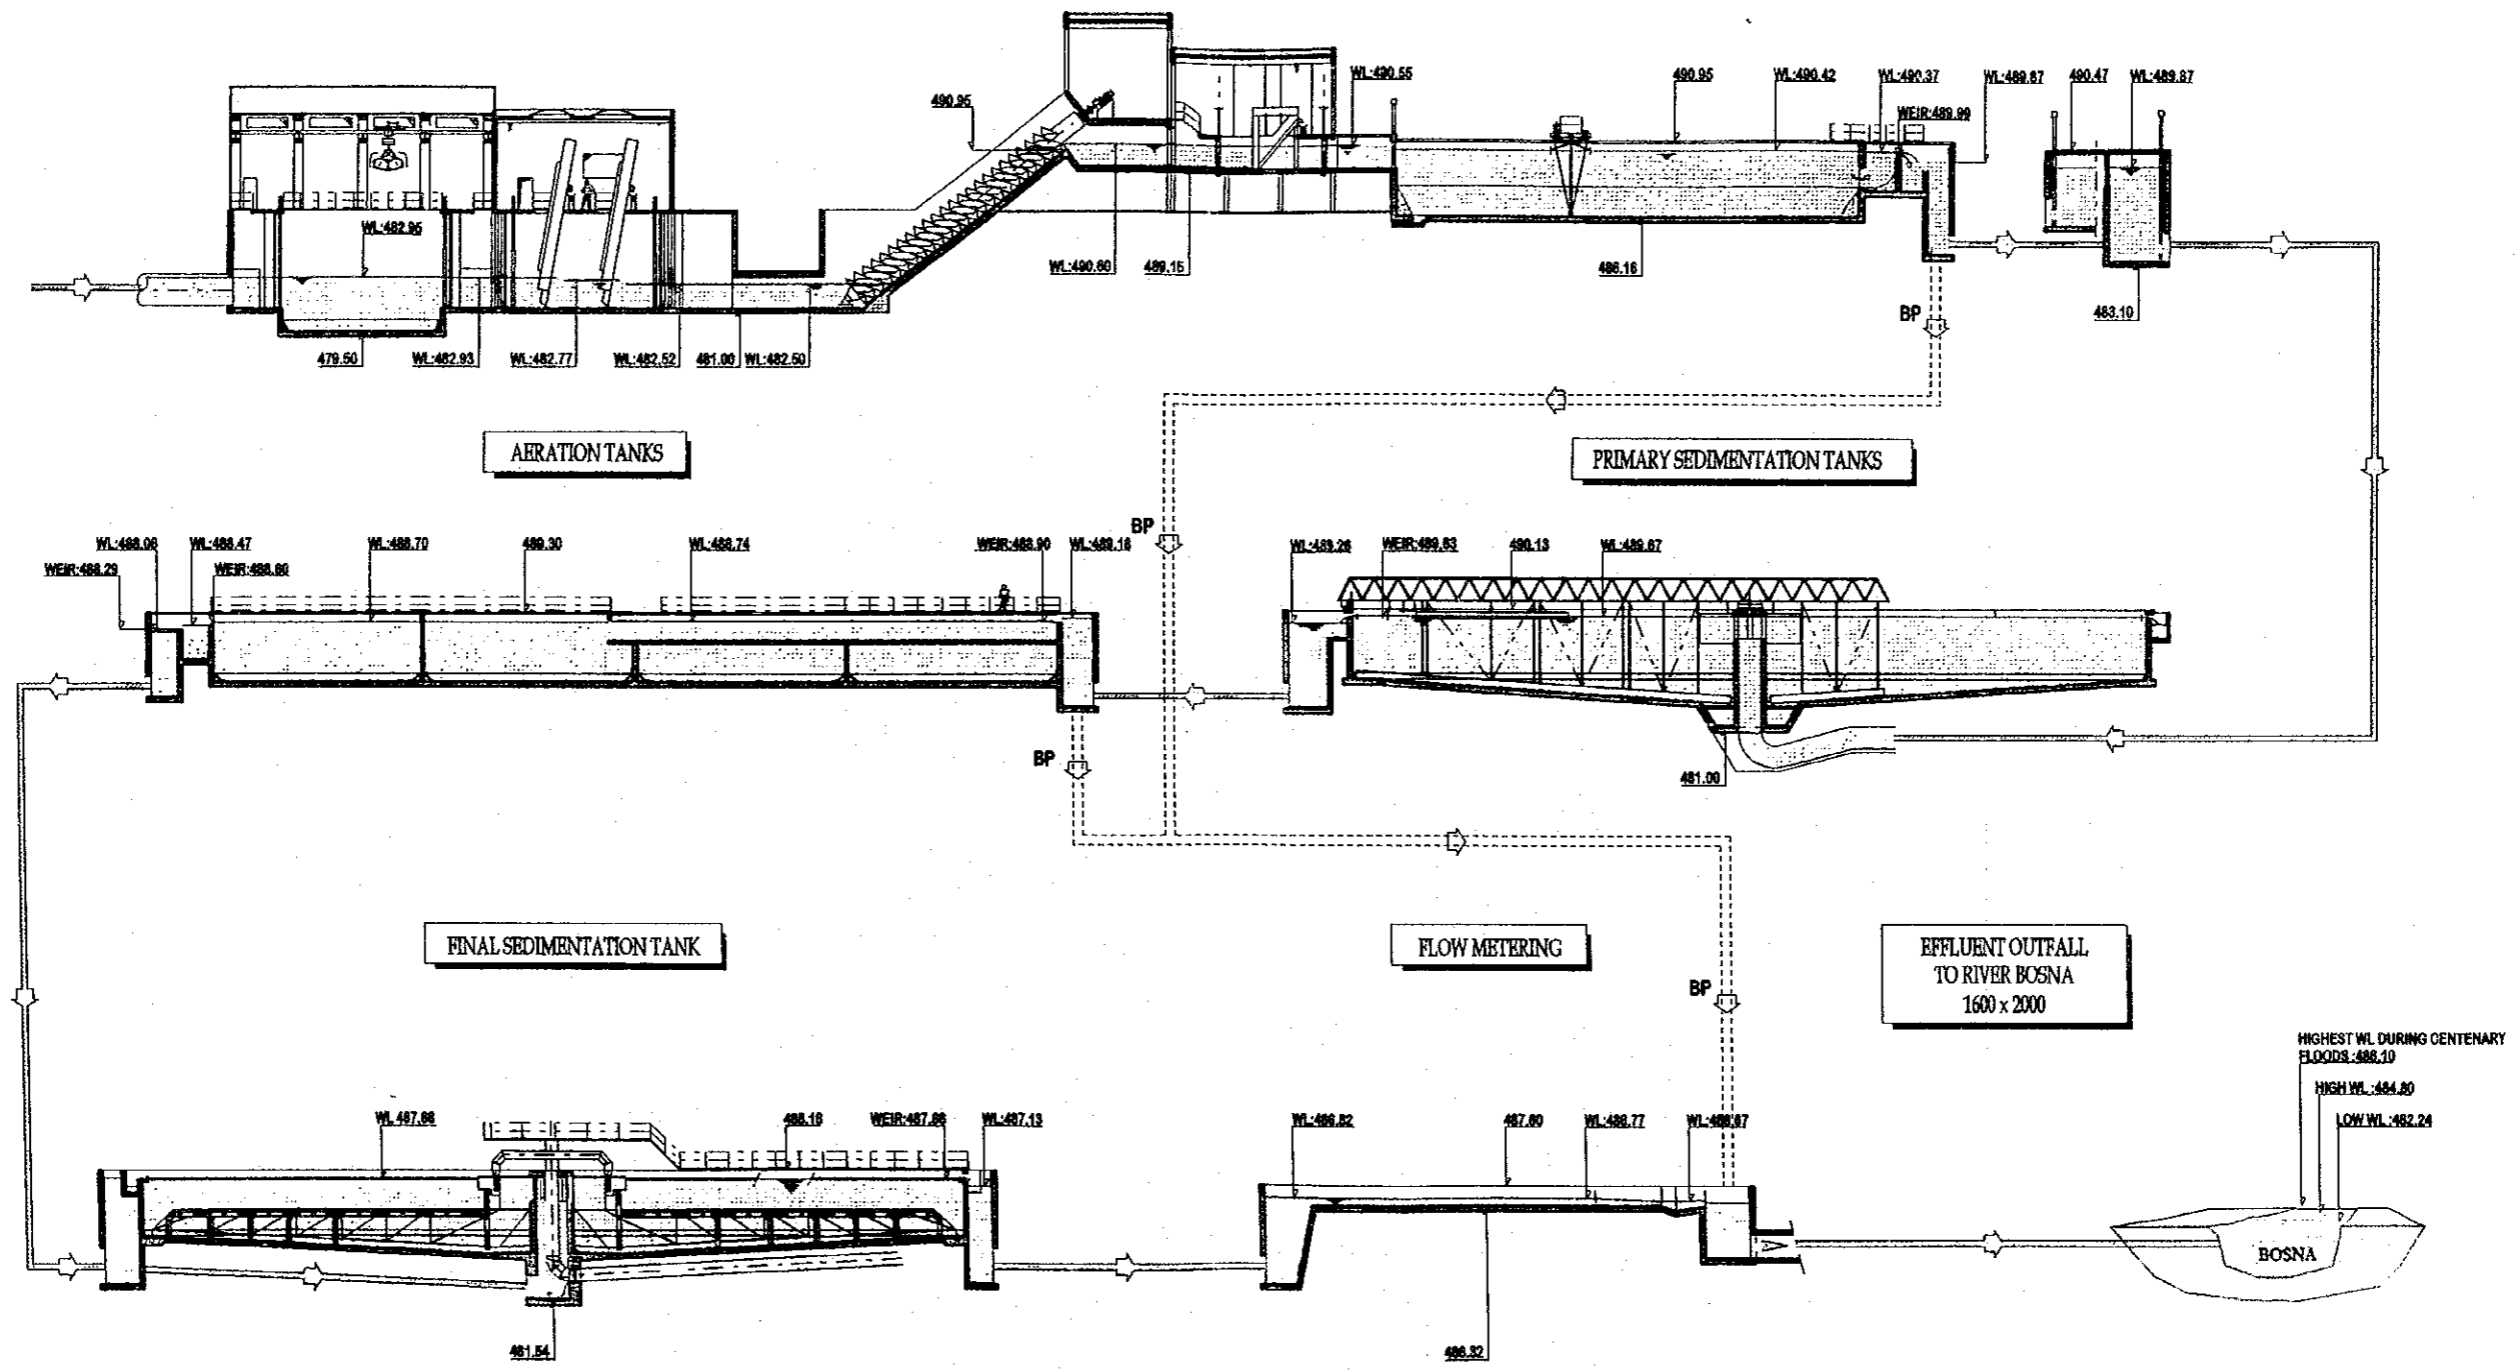 WL:490.55
490.95
WL:490.42
WL:490.37
WL:489.87
490.47
WL:489.87
490.95
WEIR:489.99
WL:482.95
WL:490.60
489.15
486.16
BP
483.10
479.50
WL:482.93
WL:482.77
WL:482.52
481.00
WL:482.50
AERATION TANKS
PRIMARY SEDIMENTATION TANKS
BP
WL:488.06
WL:488.47
WL:488.70
489.30
WL:488.74
WEIR:488.90
WL:489.16
WL:489.26
WEIR:489.63
490.13
WL:489.67
WEIR:488.29
WEIR:488.60
BP
481.00
FINAL SEDIMENTATION TANK
FLOW METERING
EFFLUENT OUTFALL
TO RIVER BOSNA
1600 x 2000
BP
HIGHEST WL DURING CENTENARY
FLOODS :486.10
HIGH WL :484.80
LOW WL :482.24
WL 487.68
488.16
WEIR:487.66
WL:487.13
WL:486.82
487.60
WL:486.77
WL:486.67
BOSNA
481.54
486.32